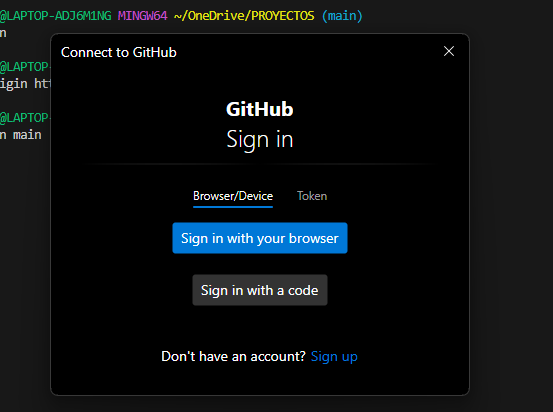 @LAPTOP-ADJ6M1NG MINGW64 ~/OneDrive/PROYECTOS (main)
n
Connect to GitHub
@LAPTOP-
igin htt
@LAPTOP-
n main
GitHub
Sign in
Browser/Device Token
Sign in with your browser
Sign in with a code
Don't have an account? Sign up